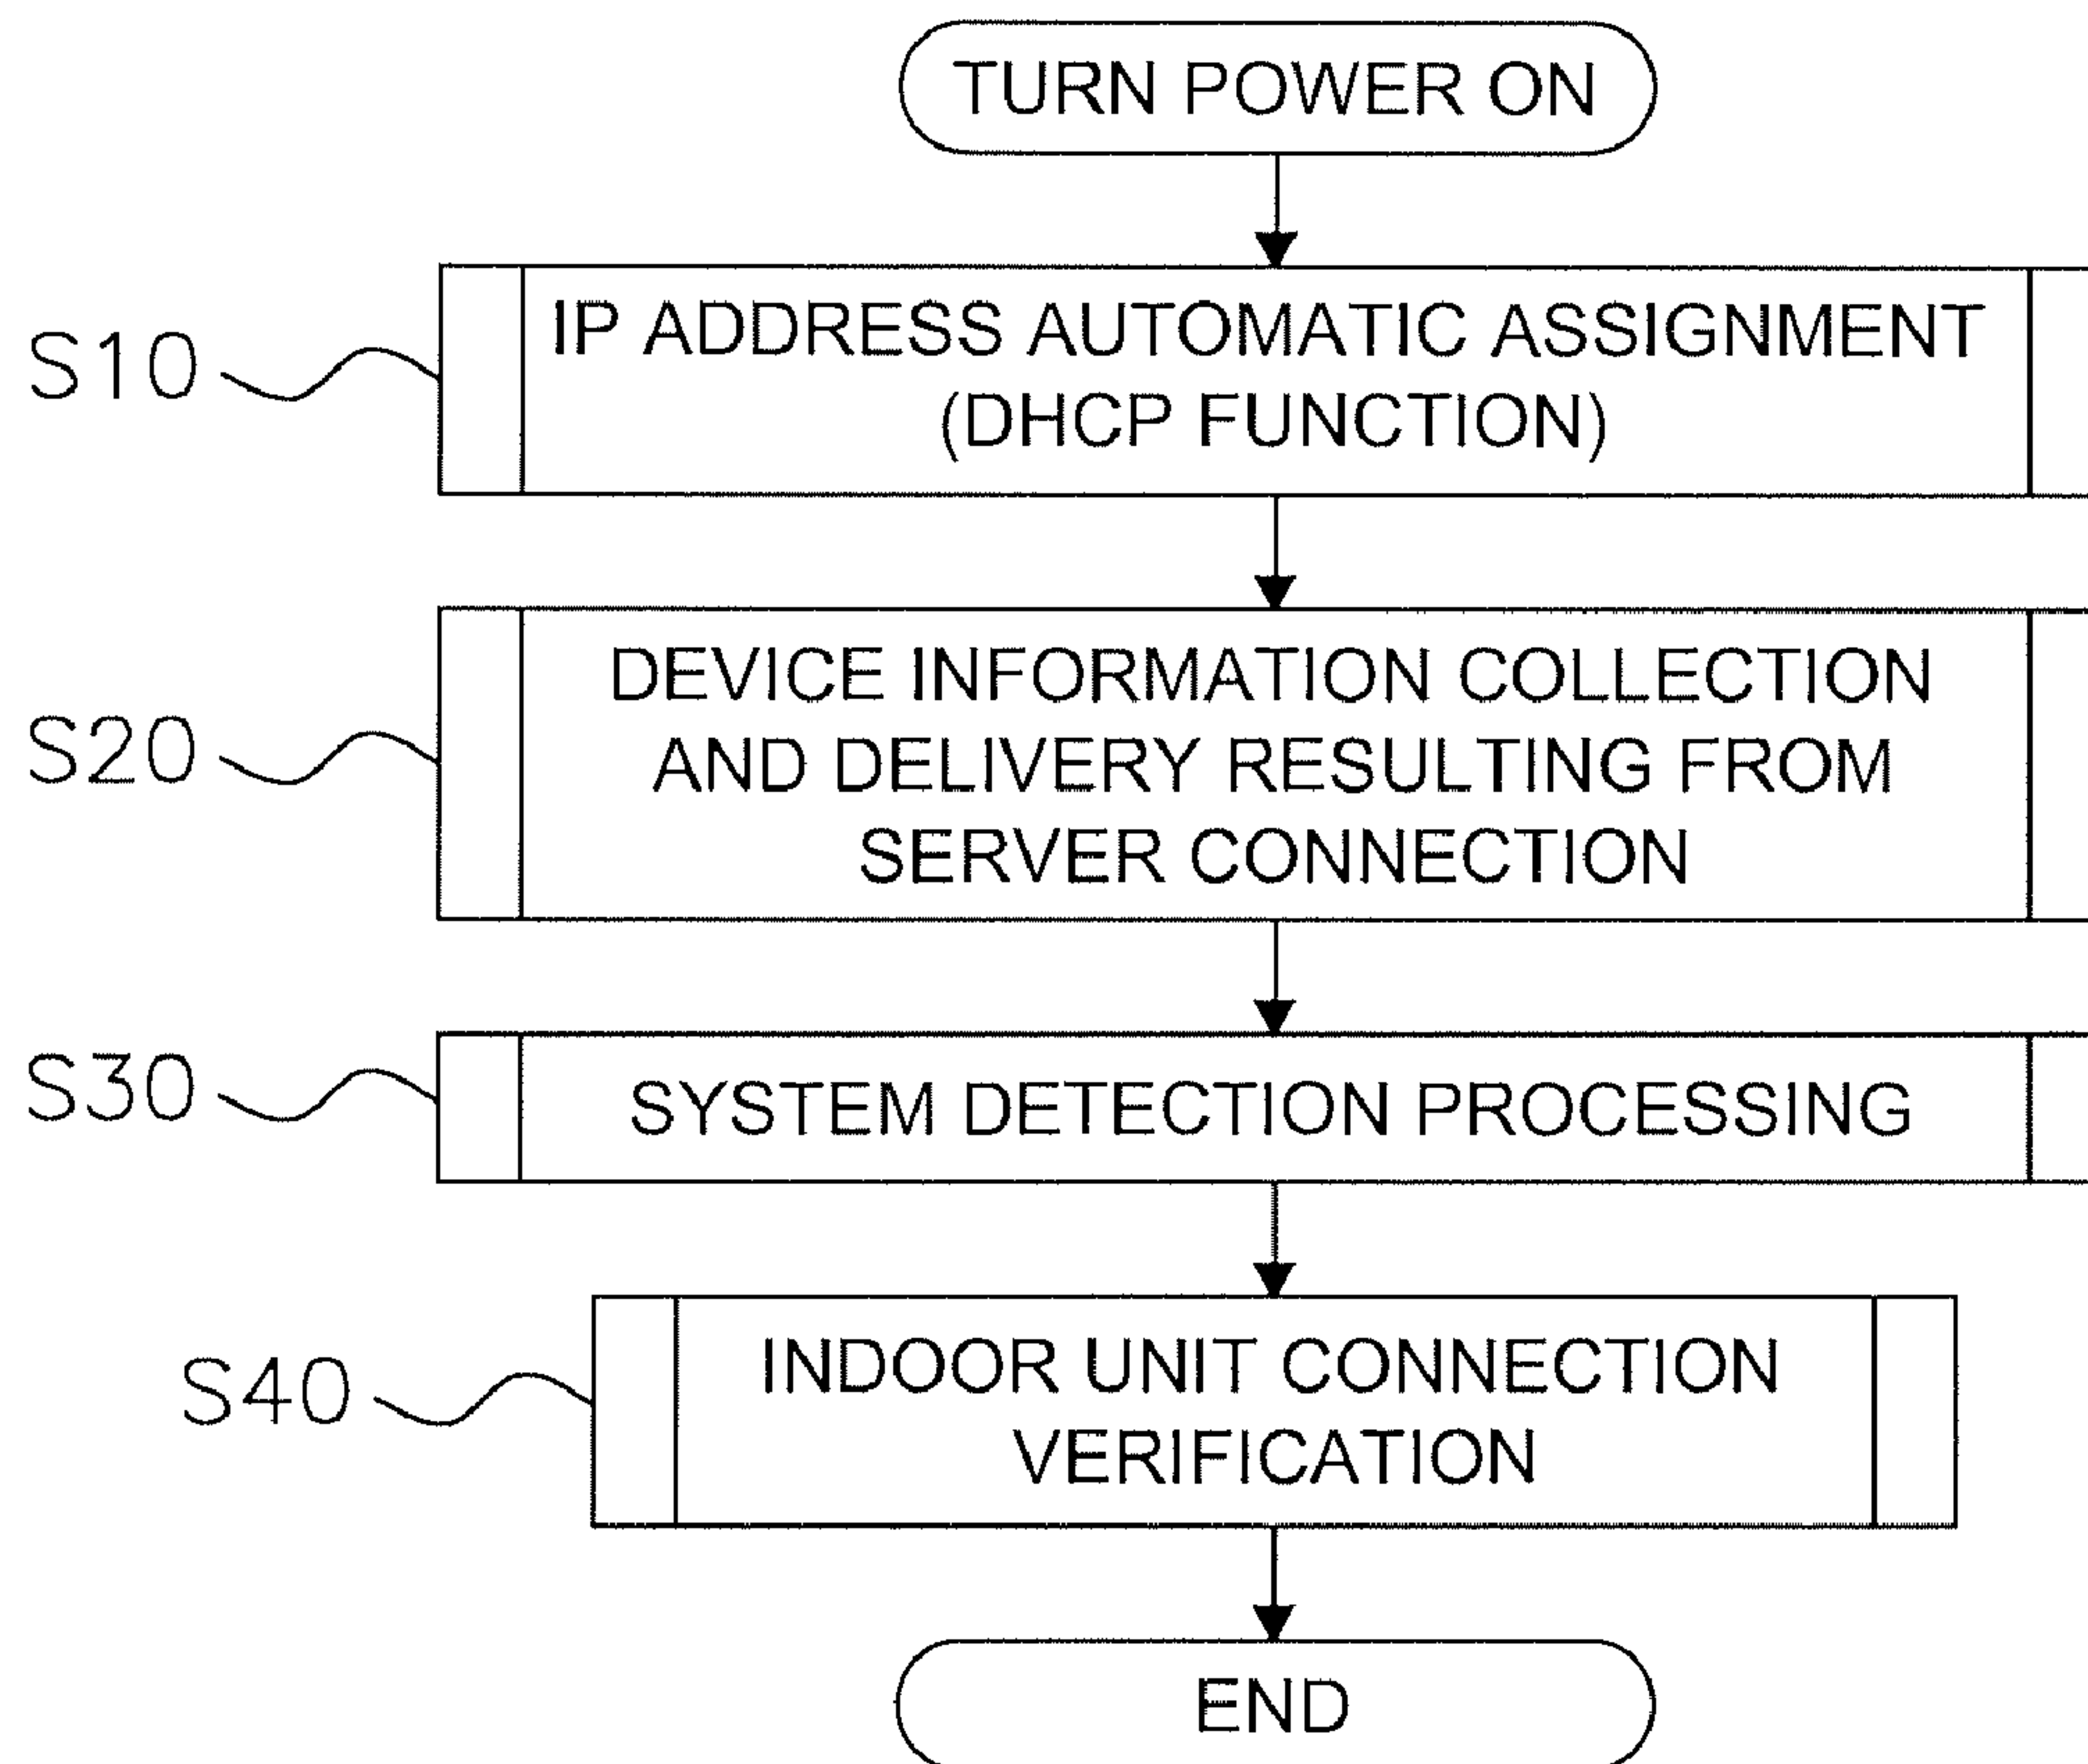 TURN POWER ON
S10
IP ADDRESS AUTOMATIC ASSIGNMENT
(DHCP FUNCTION)
S20
DEVICE INFORMATION COLLECTION
AND DELIVERY RESULTING FROM
SERVER CONNECTION
S30
SYSTEM DETECTION PROCESSING
S40
INDOOR UNIT CONNECTION
VERIFICATION
END